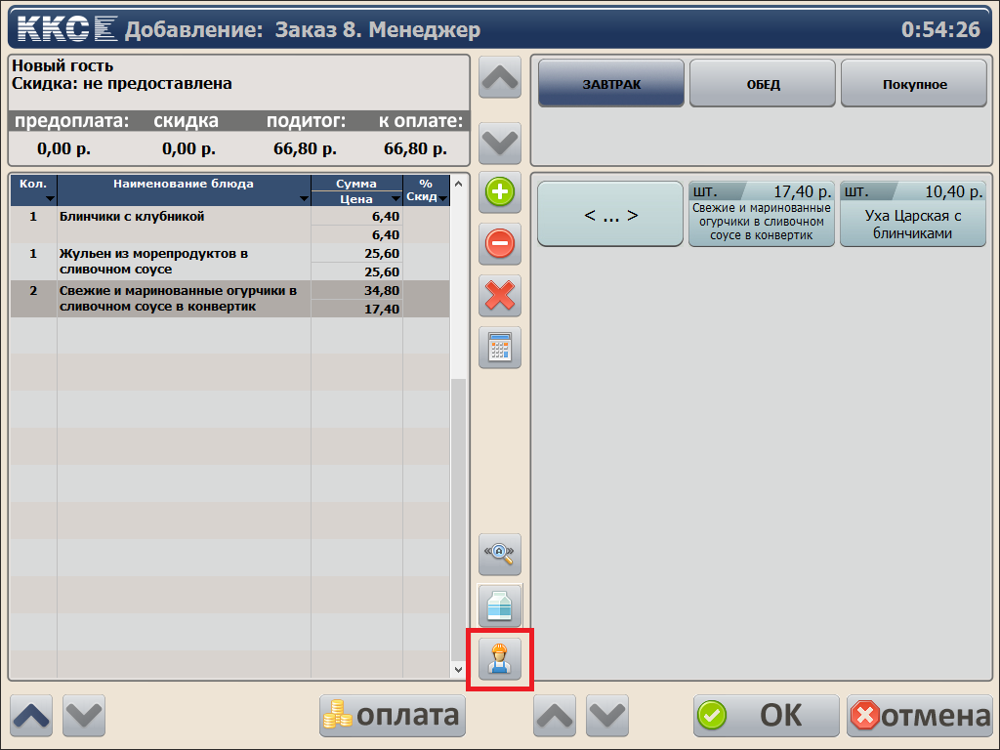 ККС Добавление: Заказ 8. Менеджер 0:54:26
Новый гость
Скидка: не предоставлена
предоплата: скидка подитог: к оплате:
0,00 р. 0,00 р. 66,80 р. 66,80 р.
ЗАВТРАК ОБЕД Покупное
Кол. Наименование блюда Сумма %
Цена Скид
1 Блинчики с клубникой 6,40
6,40
1 Жульен из морепродуктов в 25,60
сливочном соусе 25,60
2 Свежие и маринованные огурчики в 34,80
сливочном соусе в конвертик 17,40
< ... >
шт. 17,40 р.
Свежие и маринованные
огурчики в сливочном
соусе в конвертик
шт. 10,40 р.
Уха Царская с
блинчиками
оплата OK отмена